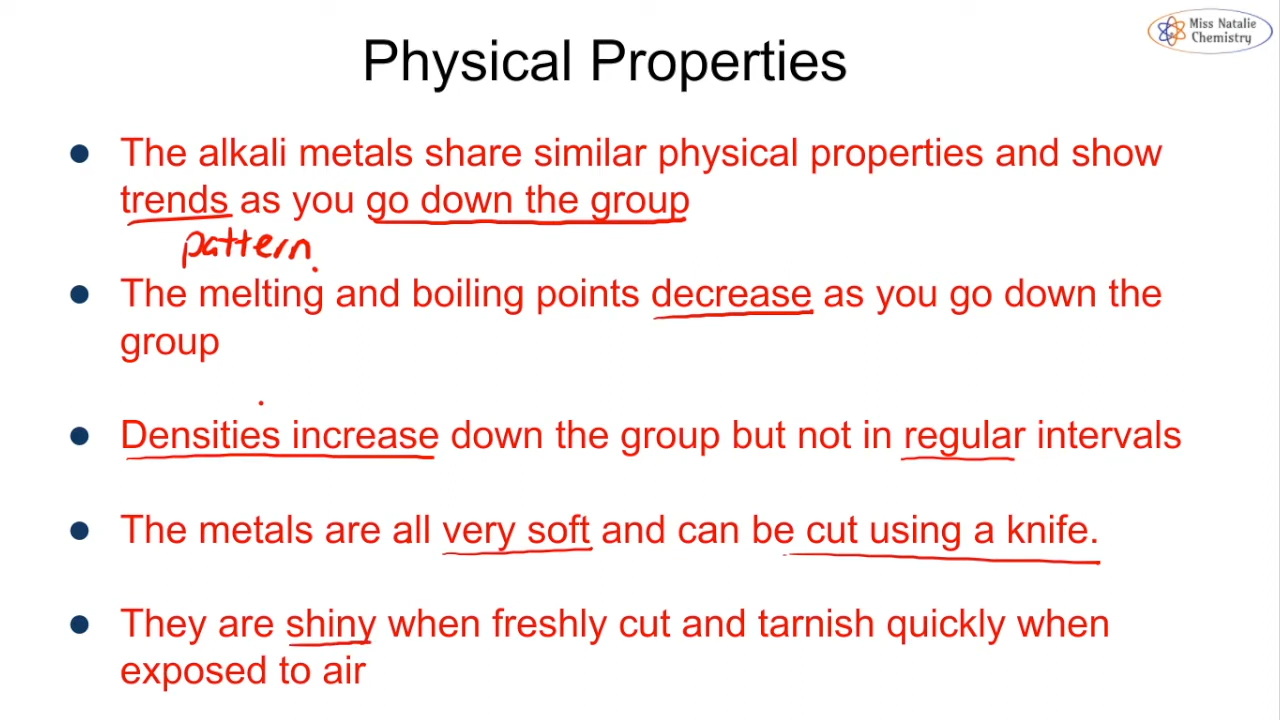 Miss Natalie
Chemistry
Physical Properties
● The alkali metals share similar physical properties and show
trends as you go down the group
pattern.
● The melting and boiling points decrease as you go down the
group
● Densities increase down the group but not in regular intervals
● The metals are all very soft and can be cut using a knife.
● They are shiny when freshly cut and tarnish quickly when
exposed to air